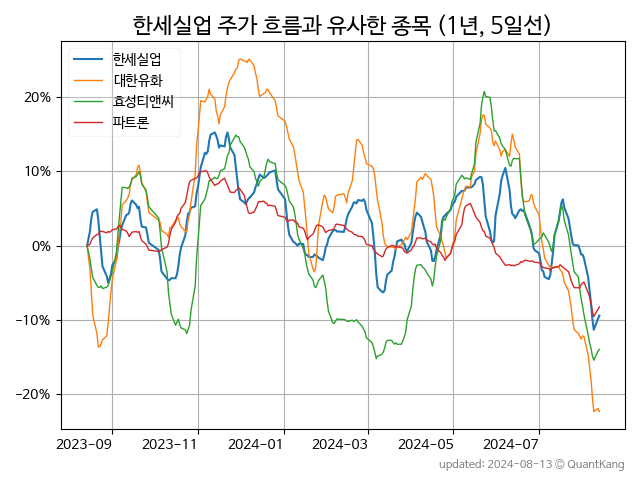 한세실업 주가 흐름과 유사한 종목 (1년, 5일선)
한세실업
대한유화
효성티앤씨
파트론
20%
10%
0%
−10%
−20%
2023-09 2023-11 2024-01 2024-03 2024-05 2024-07
updated: 2024-08-13 © QuantKang